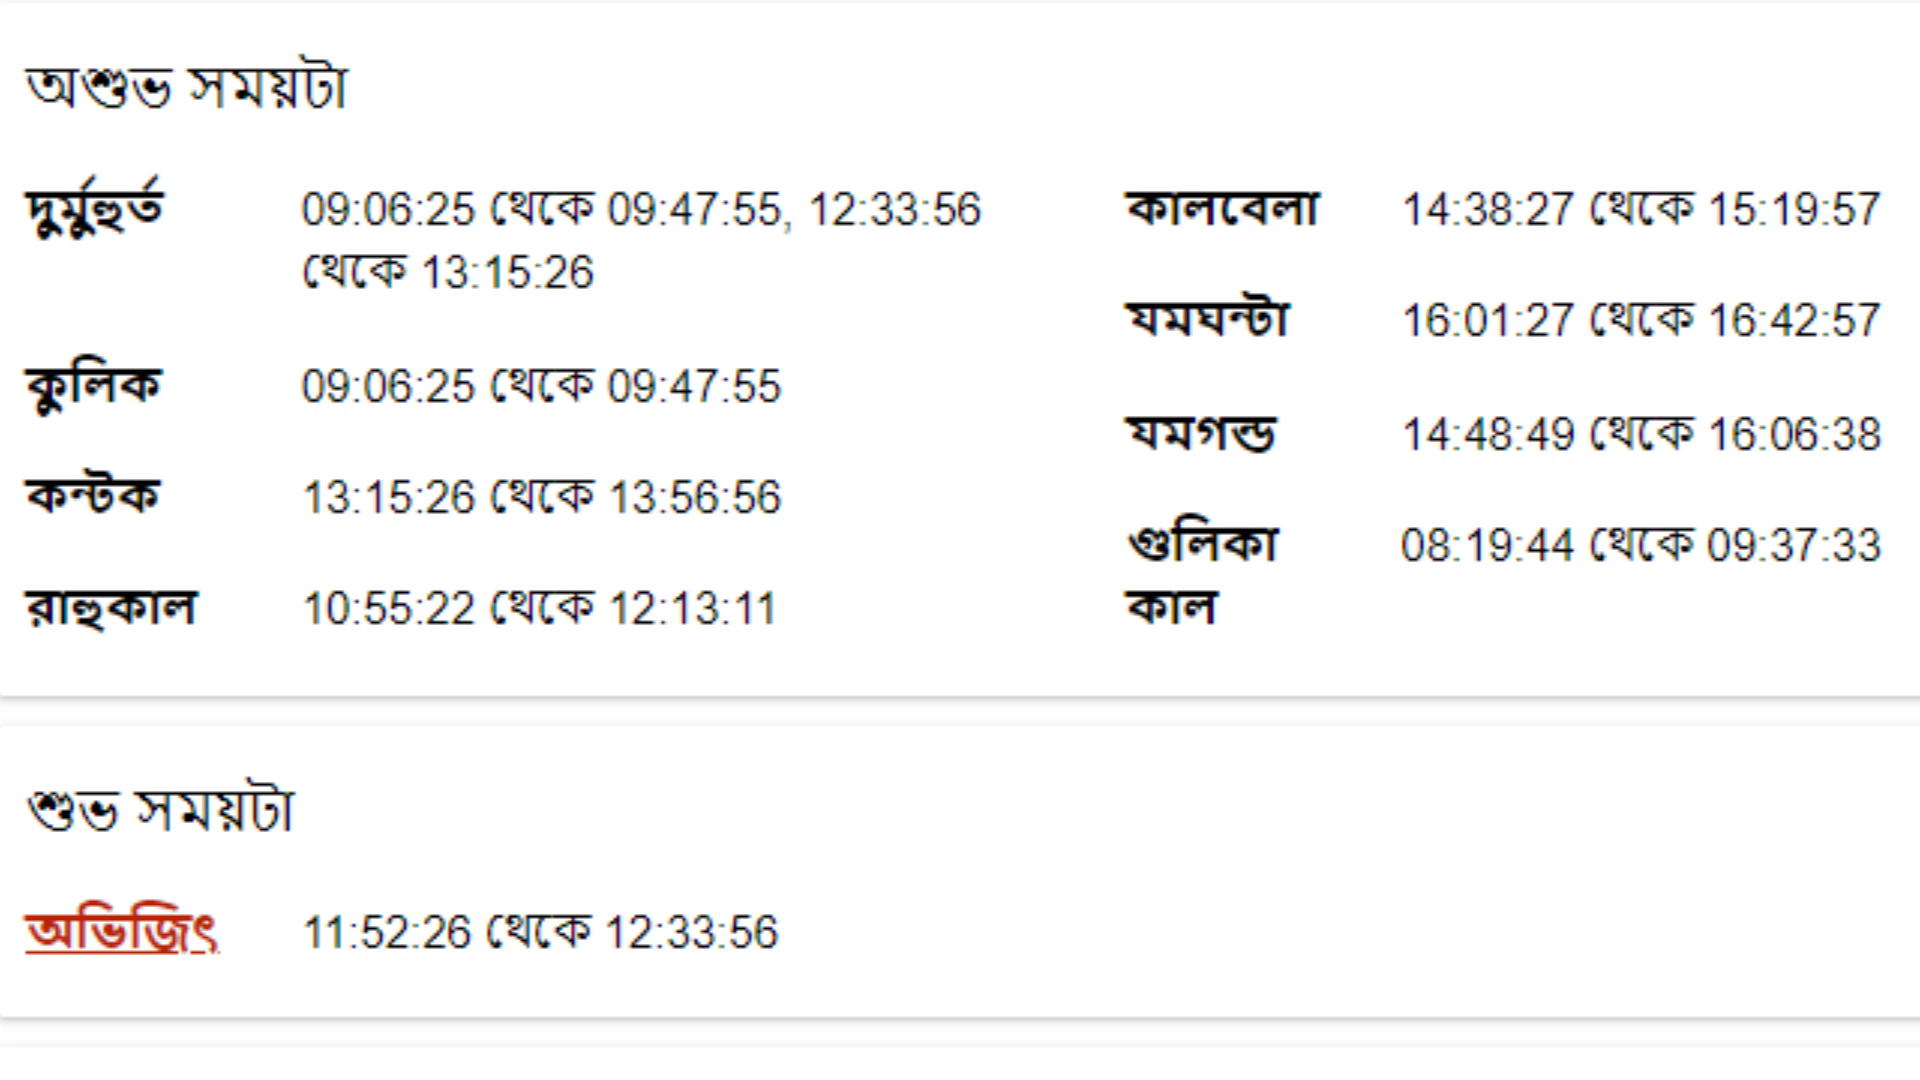 অশুভ সময়টা
দুর্মুহুর্ত 09:06:25 থেকে 09:47:55, 12:33:56
থেকে 13:15:26
কুলিক 09:06:25 থেকে 09:47:55
কন্টক 13:15:26 থেকে 13:56:56
রাহুকাল 10:55:22 থেকে 12:13:11
কালবেলা 14:38:27 থেকে 15:19:57
যমঘন্টা 16:01:27 থেকে 16:42:57
যমগন্ড 14:48:49 থেকে 16:06:38
গুলিকা 08:19:44 থেকে 09:37:33
কাল
শুভ সময়টা
অভিজিৎ 11:52:26 থেকে 12:33:56